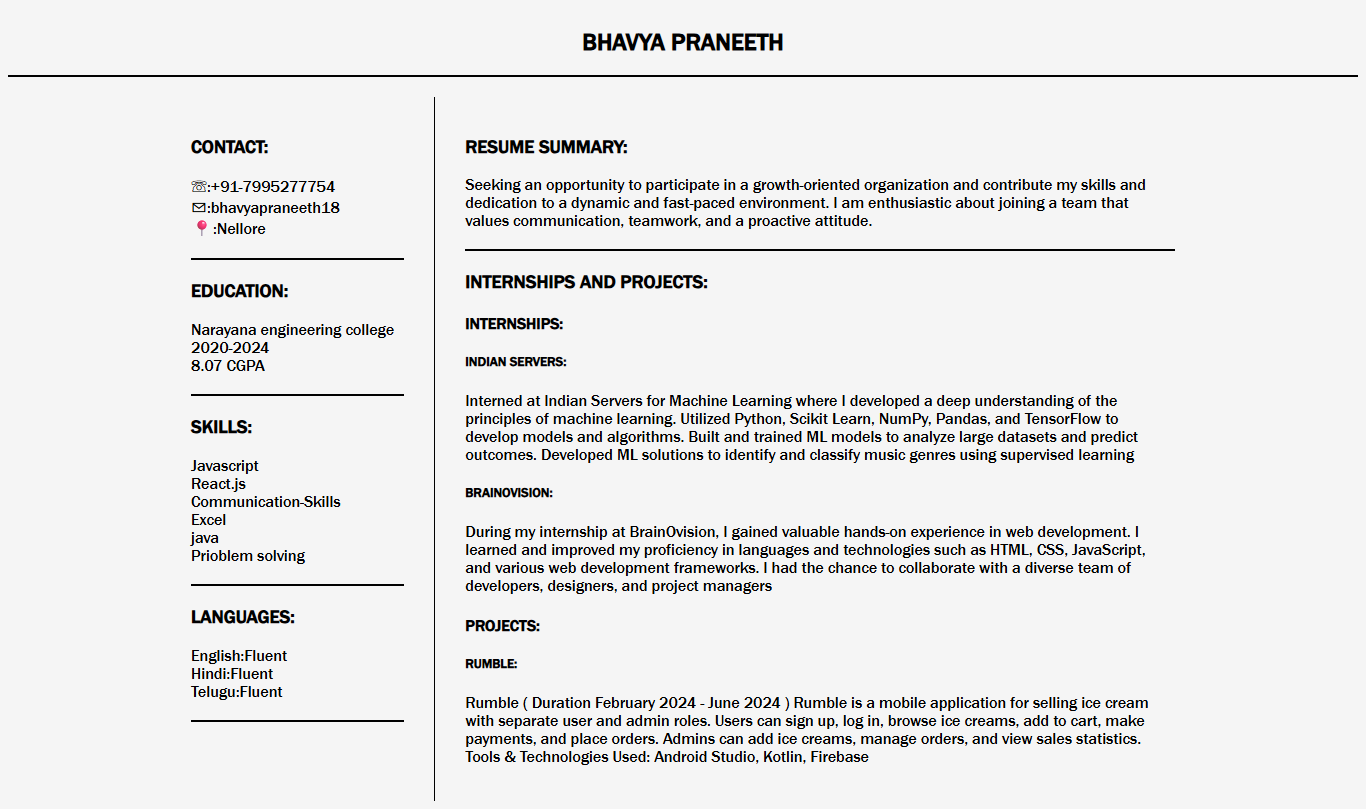 BHAVYA PRANEETH
CONTACT:
☏:+91-7995277754
✉:bhavyapraneeth18
📍:Nellore
EDUCATION:
Narayana engineering college
2020-2024
8.07 CGPA
SKILLS:
Javascript
React.js
Communication-Skills
Excel
java
Prioblem solving
LANGUAGES:
English:Fluent
Hindi:Fluent
Telugu:Fluent
RESUME SUMMARY:
Seeking an opportunity to participate in a growth-oriented organization and contribute my skills and
dedication to a dynamic and fast-paced environment. I am enthusiastic about joining a team that
values communication, teamwork, and a proactive attitude.
INTERNSHIPS AND PROJECTS:
INTERNSHIPS:
INDIAN SERVERS:
Interned at Indian Servers for Machine Learning where I developed a deep understanding of the
principles of machine learning. Utilized Python, Scikit Learn, NumPy, Pandas, and TensorFlow to
develop models and algorithms. Built and trained ML models to analyze large datasets and predict
outcomes. Developed ML solutions to identify and classify music genres using supervised learning
BRAINOVISION:
During my internship at BrainOvision, I gained valuable hands-on experience in web development. I
learned and improved my proficiency in languages and technologies such as HTML, CSS, JavaScript,
and various web development frameworks. I had the chance to collaborate with a diverse team of
developers, designers, and project managers
PROJECTS:
RUMBLE:
Rumble ( Duration February 2024 - June 2024 ) Rumble is a mobile application for selling ice cream
with separate user and admin roles. Users can sign up, log in, browse ice creams, add to cart, make
payments, and place orders. Admins can add ice creams, manage orders, and view sales statistics.
Tools & Technologies Used: Android Studio, Kotlin, Firebase